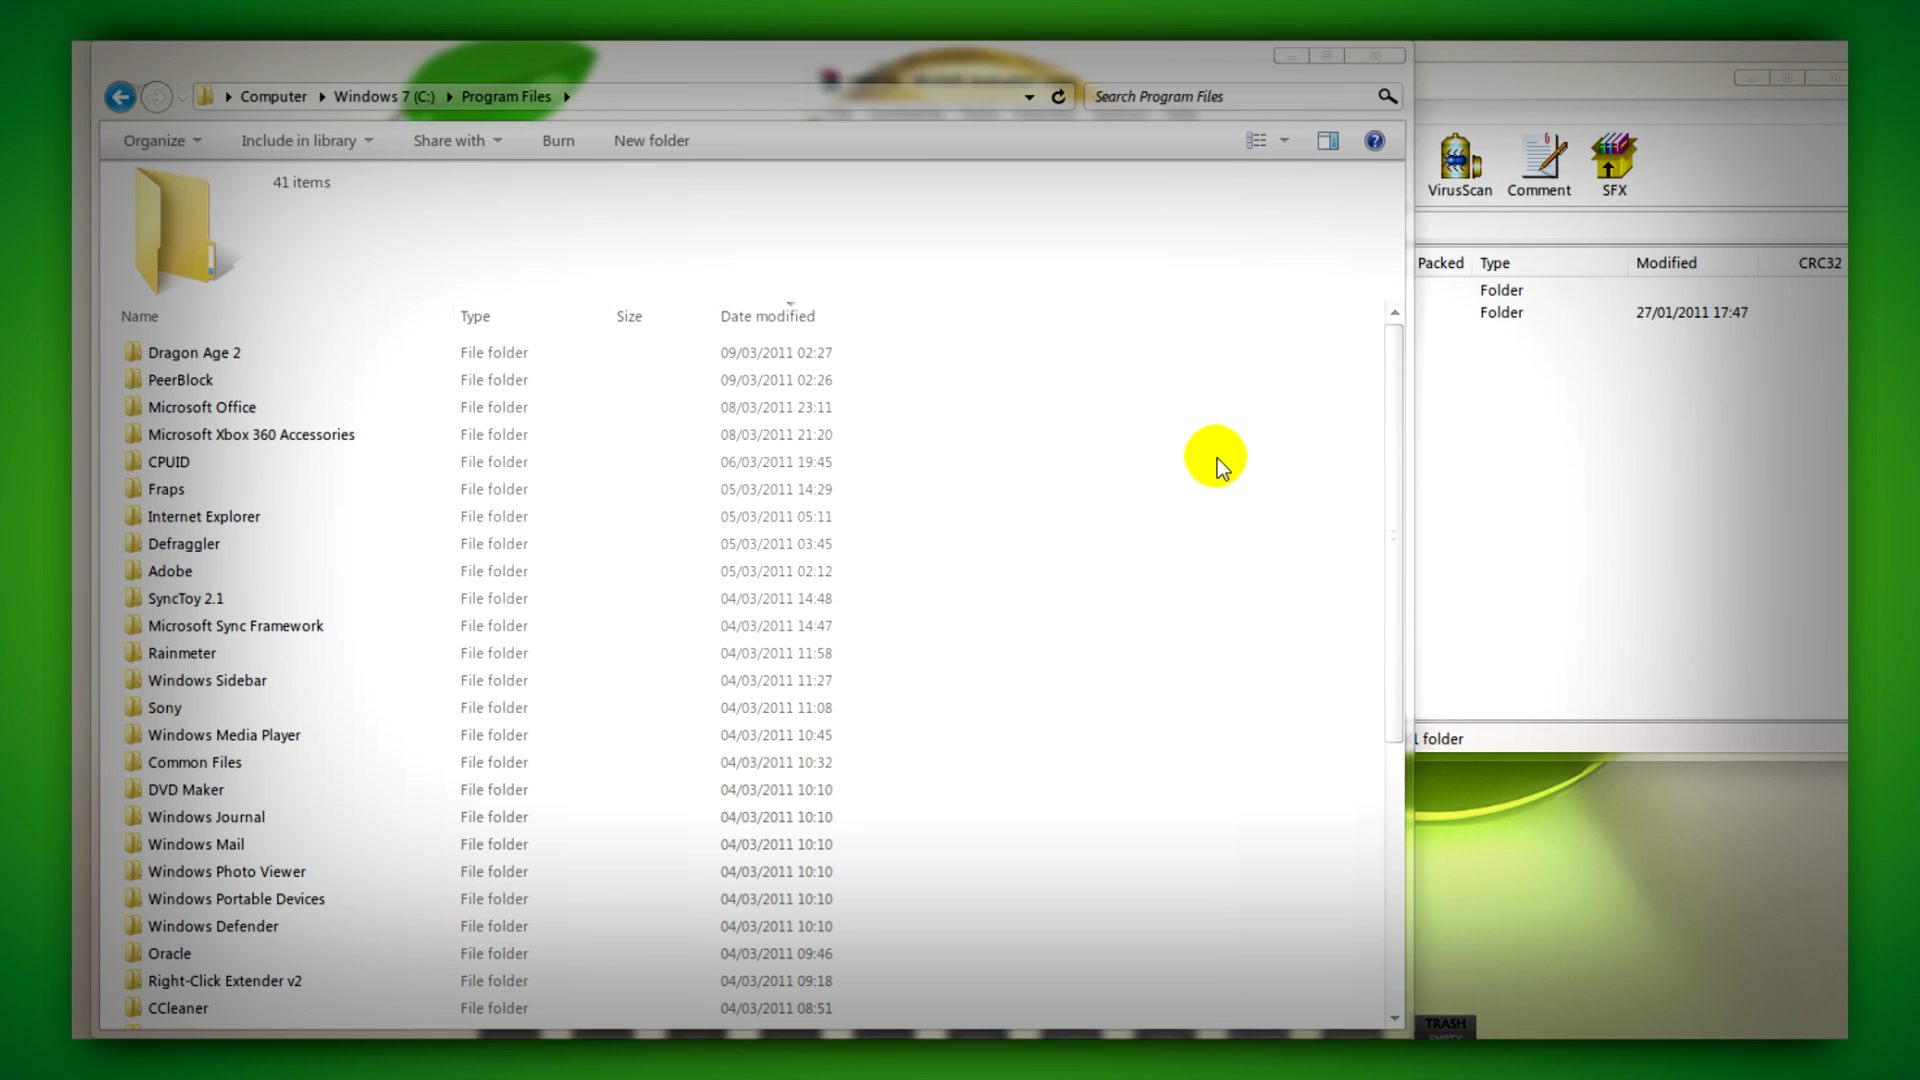 Computer Windows 7 (C:) Program Files
Search Program Files
Organize Include in library Share with Burn New folder
VirusScan Comment SFX
41 items
Packed Type Modified CRC32
Folder
Folder 27/01/2011 17:47
Name Type Size Date modified
Dragon Age 2 File folder 09/03/2011 02:27
PeerBlock File folder 09/03/2011 02:26
Microsoft Office File folder 08/03/2011 23:11
Microsoft Xbox 360 Accessories File folder 08/03/2011 21:20
CPUID File folder 06/03/2011 19:45
Fraps File folder 05/03/2011 14:29
Internet Explorer File folder 05/03/2011 05:11
Defraggler File folder 05/03/2011 03:45
Adobe File folder 05/03/2011 02:12
SyncToy 2.1 File folder 04/03/2011 14:48
Microsoft Sync Framework File folder 04/03/2011 14:47
Rainmeter File folder 04/03/2011 11:58
Windows Sidebar File folder 04/03/2011 11:27
Sony File folder 04/03/2011 11:08
Windows Media Player File folder 04/03/2011 10:45
1 folder
Common Files File folder 04/03/2011 10:32
DVD Maker File folder 04/03/2011 10:10
Windows Journal File folder 04/03/2011 10:10
Windows Mail File folder 04/03/2011 10:10
Windows Photo Viewer File folder 04/03/2011 10:10
Windows Portable Devices File folder 04/03/2011 10:10
Windows Defender File folder 04/03/2011 10:10
Oracle File folder 04/03/2011 09:46
Right-Click Extender v2 File folder 04/03/2011 09:18
CCleaner File folder 04/03/2011 08:51
TRASH
EMPTY